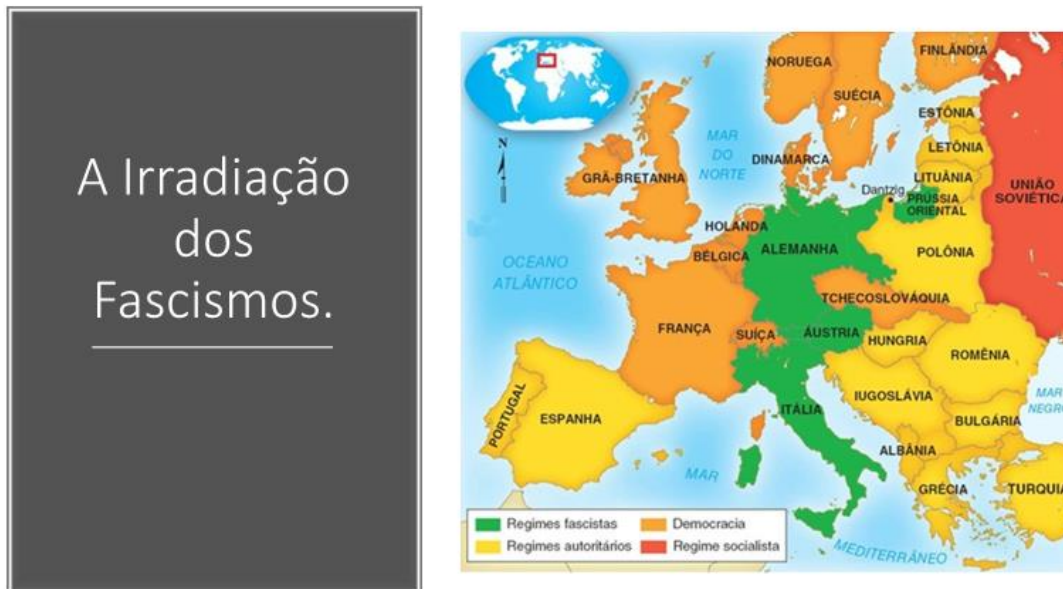 A Irradiação
dos
Fascismos.
NORUEGA
FINLÂNDIA
SUÉCIA
ESTÔNIA
N
MAR
DO
NORTE
LETÔNIA
DINAMARCA
LITUÂNIA
GRÃ-BRETANHA
Dantzig
PRÚSSIA
ORIENTAL
UNIÃO
SOVIÉTICA
HOLANDA
ALEMANHA
BÉLGICA
POLÔNIA
OCEANO
ATLÂNTICO
TCHECOSLOVÁQUIA
FRANÇA
SUÍÇA
ÁUSTRIA
HUNGRIA
ROMÊNIA
IUGOSLÁVIA
MAR
NEGRO
ITÁLIA
PORTUGAL
ESPANHA
BULGÁRIA
ALBÂNIA
MAR
GRÉCIA
TURQUIA
Regimes fascistas
Democracia
Regimes autoritários
Regime socialista
MEDITERRÂNEO